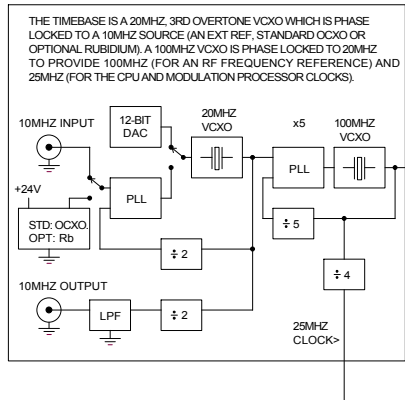 THE TIMEBASE IS A 20MHZ, 3RD OVERTONE VCXO WHICH IS PHASE
LOCKED TO A 10MHZ SOURCE (AN EXT REF, STANDARD OCXO OR
OPTIONAL RUBIDIUM). A 100MHZ VCXO IS PHASE LOCKED TO 20MHZ
TO PROVIDE 100MHZ (FOR AN RF FREQUENCY REFERENCE) AND
25MHZ (FOR THE CPU AND MODULATION PROCESSOR CLOCKS).
10MHZ INPUT
12-BIT
DAC
20MHZ
VCXO
x5
100MHZ
VCXO
PLL
PLL
+24V
STD: OCXO.
OPT: Rb
÷ 5
÷ 2
÷ 4
10MHZ OUTPUT
LPF
÷ 2
25MHZ
CLOCK>